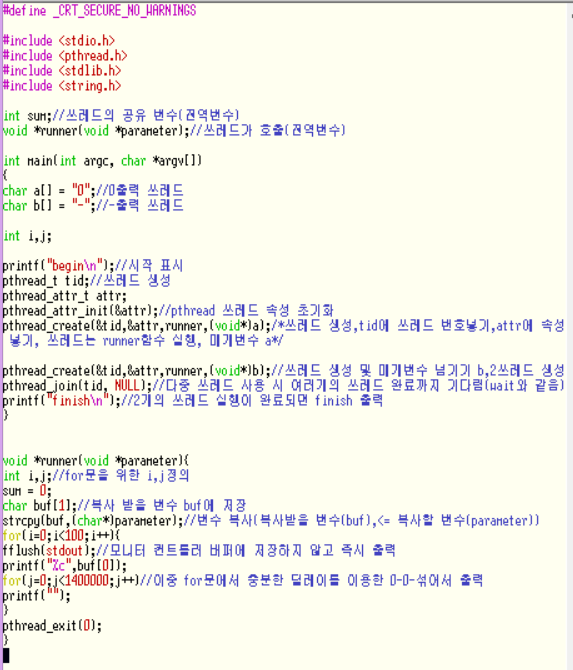 #define _CRT_SECURE_NO_WARNINGS
#include <stdio.h>
#include <pthread.h>
#include <stdlib.h>
#include <string.h>
int sum;//쓰레드의 공유 변수(전역변수)
void *runner(void *parameter);//쓰레드가 호출(전역변수)
int main(int argc, char *argv[])
{
char a[] = "0";//0출력 쓰레드
char b[] = "-";//-출력 쓰레드
int i,j;
printf("begin\n");//시작 표시
pthread_t tid;//쓰레드 생성
pthread_attr_t attr;
pthread_attr_init(&attr);//pthread 쓰레드 속성 초기화
pthread_create(&tid,&attr,runner,(void*)a);/*쓰레드 생성,tid에 쓰레드 번호넣기,attr에 속성
넣기, 쓰레드는 runner함수 실행, 매개변수 a*/
pthread_create(&tid,&attr,runner,(void*)b);//쓰레드 생성 및 매개변수 넘기기 b,2쓰레드 생성
pthread_join(tid, NULL);//다중 쓰레드 사용 시 여러개의 쓰레드 완료까지 기다림(wait와 같음)
printf("finish\n");//2개의 쓰레드 실행이 완료되면 finish 출력
}
void *runner(void *parameter){
int i,j;//for문을 위한 i,j정의
sum = 0;
char buf[1];//복사 받을 변수 buf에 저장
strcpy(buf,(char*)parameter);//변수 복사(복사받을 변수(buf),<= 복사할 변수(parameter))
for(i=0;i<100;i++){
fflush(stdout);//모니터 컨트롤러 버퍼에 저장하지 않고 즉시 출력
printf("%c",buf[0]);
for(j=0;j<1400000;j++)//이중 for문에서 충분한 딜레이를 이용한 0-0-섞어서 출력
printf("");
}
pthread_exit(0);
}